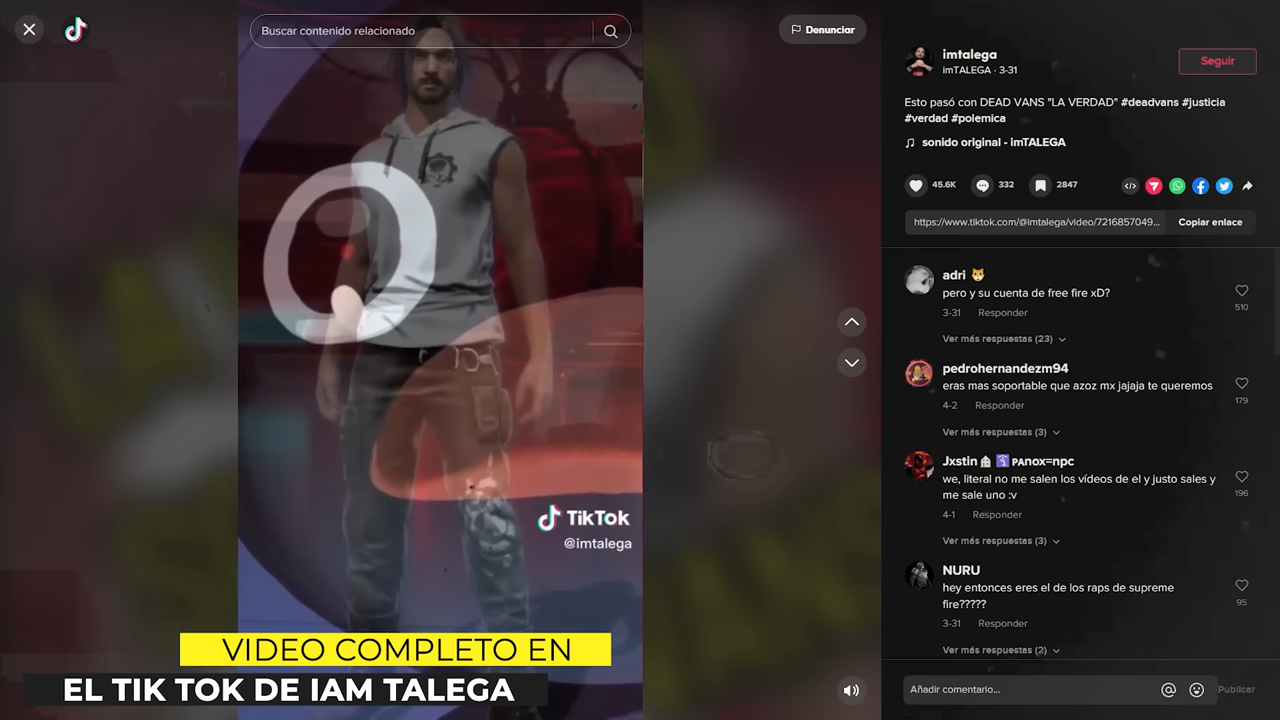 Buscar contenido relacionado
Denunciar
TikTok
@imtalega
VIDEO COMPLETO EN
EL TIK TOK DE IAM TALEGA
imtalega
imTALEGA · 3-31
Seguir
Esto pasó con DEAD VANS "LA VERDAD" #deadvans #justicia
#verdad #polemica
sonido original - imTALEGA
45.6K
332
2847
https://www.tiktok.com/@imtalega/video/7216857049...
Copiar enlace
adri
pero y su cuenta de free fire xD?
510
3-31 Responder
Ver más respuestas (23)
pedrohernandezm94
eras mas soportable que azoz mx jajaja te queremos
179
4-2 Responder
Ver más respuestas (3)
Jxstin ᴘᴀnox=npc
we, literal no me salen los vídeos de el y justo sales y
me sale uno :v
196
4-1 Responder
Ver más respuestas (3)
NURU
hey entonces eres el de los raps de supreme
fire?????
95
3-31 Responder
Ver más respuestas (2)
Añadir comentario...
Publicar